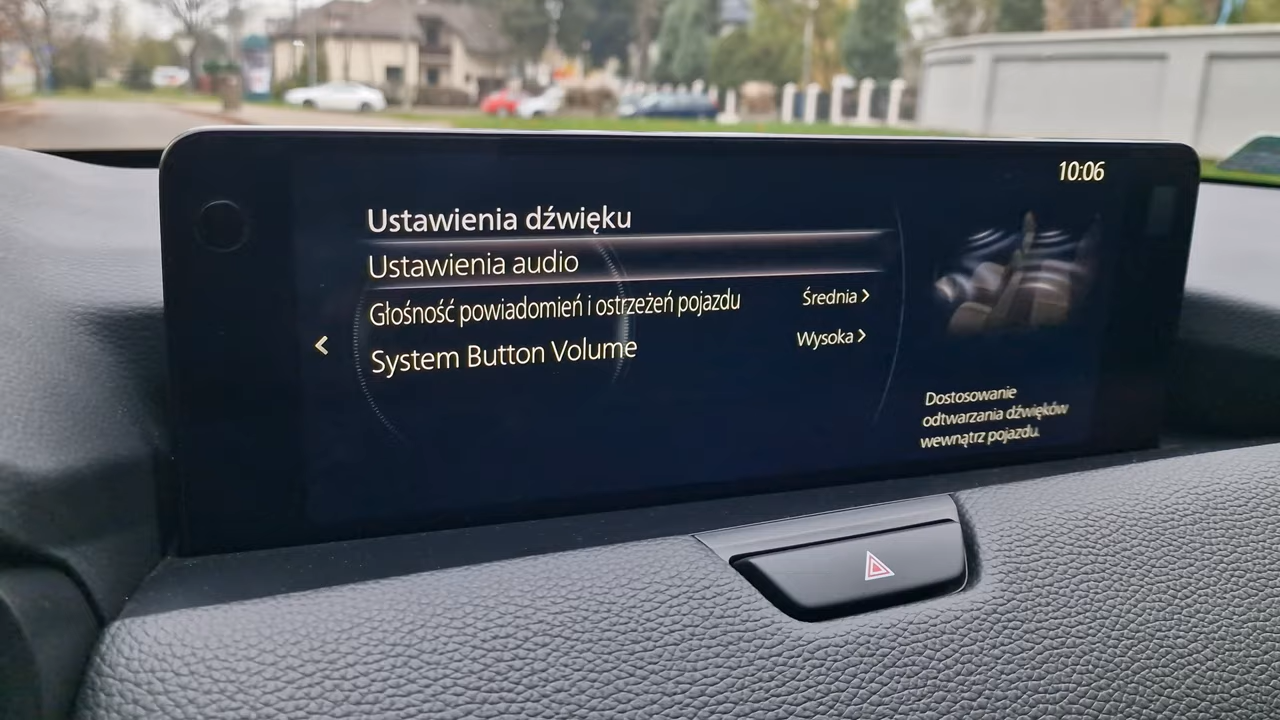 10:06
Ustawienia dźwięku
Ustawienia audio
Głośność powiadomień i ostrzeżeń pojazdu Średnia >
System Button Volume Wysoka >
Dostosowanie
odtwarzania dźwięków
wewnątrz pojazdu.